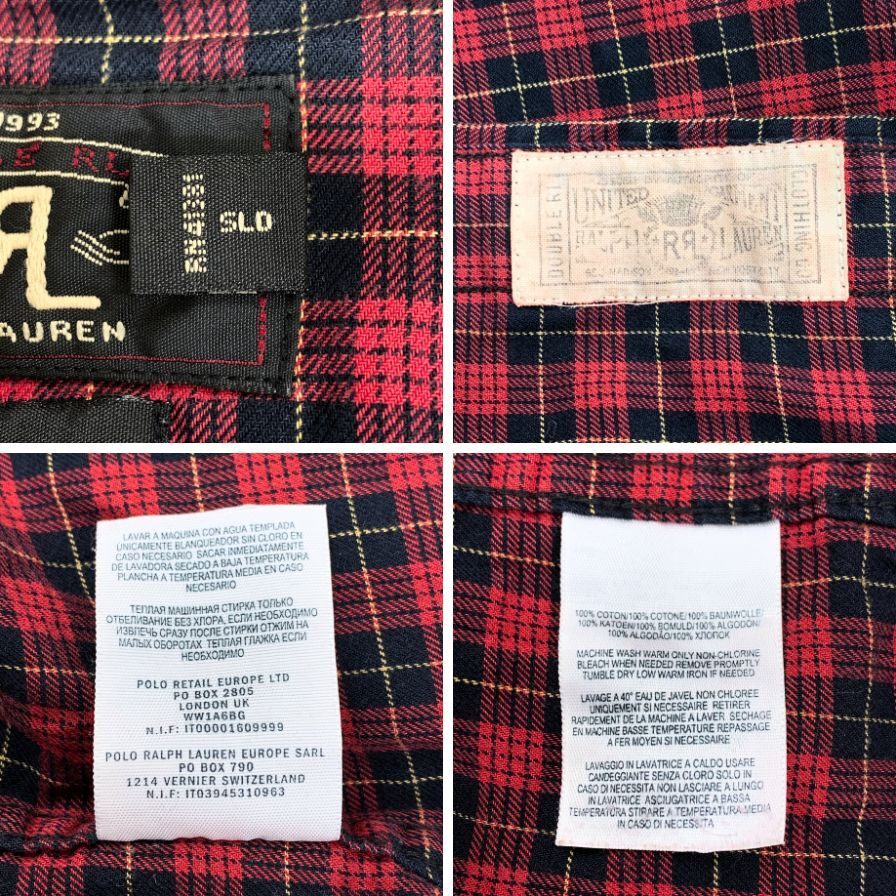 1993
RL
LAUREN
RN41381
SLD
UNITED
RALPH RRL LAUREN
DOUBLE RL
CLOTHING CO
LAVAR A MAQUINA CON AGUA TEMPLADA
UNICAMENTE BLANQUEADOR SIN CLORO EN
CASO NECESARIO SACAR INMEDIATAMENTE
DE LAVADORA SECADO A BAJA TEMPERATURA
PLANCHA A TEMPERATURA MEDIA EN CASO
NECESARIO
ТЕПЛАЯ МАШИННАЯ СТИРКА ТОЛЬКО
ОТБЕЛИВАНИЕ БЕЗ ХЛОРА, ЕСЛИ НЕОБХОДИМО
ИЗВЛЕЧЬ СРАЗУ ПОСЛЕ СТИРКИ ОТЖИМ НА
МАЛЫХ ОБОРОТАХ ТЕПЛАЯ ГЛАЖКА ЕСЛИ
НЕОБХОДИМО
POLO RETAIL EUROPE LTD
PO BOX 2805
LONDON UK
WW1A6BG
N.I.F: IT00001609999
POLO RALPH LAUREN EUROPE SARL
PO BOX 790
1214 VERNIER SWITZERLAND
N.I.F: IT03945310963
100% COTON/100% COTONE/100% BAUNWOLLE/
100% KATOEN/100% BOMULD/100% ALGODON/
100% ALGODÃO/100% ХЛОПОК
MACHINE WASH WARM ONLY NON-CHLORINE
BLEACH WHEN NEEDED REMOVE PROMPTLY
TUMBLE DRY LOW WARM IRON IF NEEDED
LAVAGE A 40° EAU DE JAVEL NON CHLOREE
UNIQUEMENT SI NECESSAIRE RETIRER
RAPIDEMENT DE LA MACHINE A LAVER SECHAGE
EN MACHINE BASSE TEMPERATURE REPASSAGE
A FER MOYEN SI NECESSAIRE
LAVAGGIO IN LAVATRICE A CALDO USARE
CANDEGGIANTE SENZA CLORO SOLO IN
CASO DI NECESSITA NON LASCIARE A LUNGO
IN LAVATRICE ASCIUGATRICE A BASSA
TEMPERATURA STIRARE A TEMPERATURA MEDIA
IN CASO DI NECESSITA